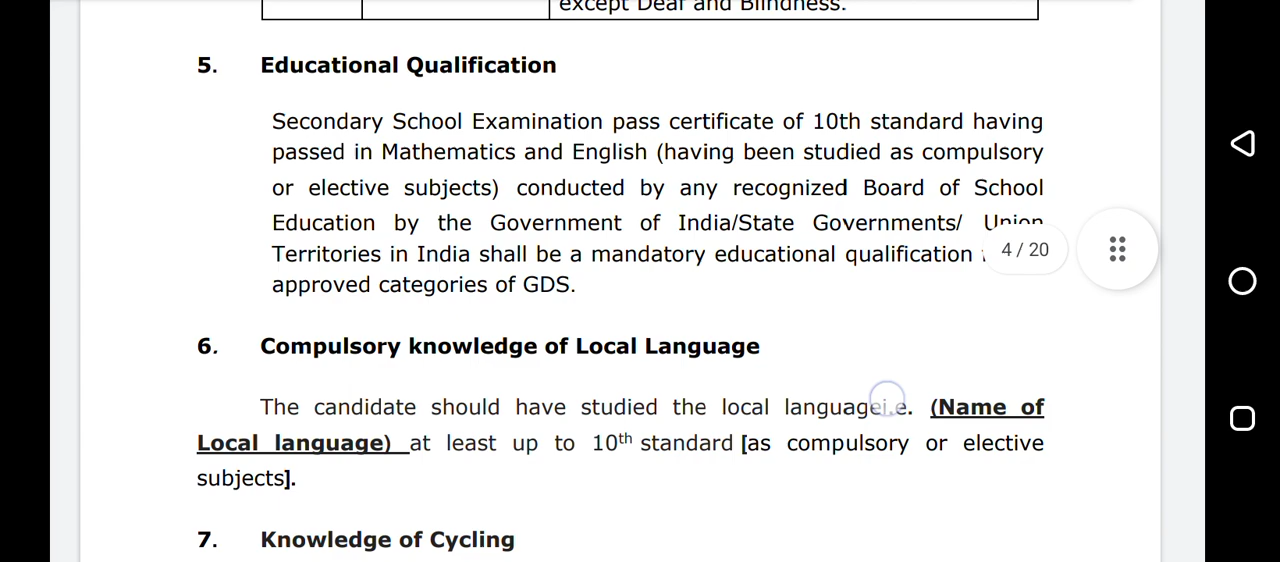 except Deaf and Blindness.
5. Educational Qualification
Secondary School Examination pass certificate of 10th standard having
passed in Mathematics and English (having been studied as compulsory
or elective subjects) conducted by any recognized Board of School
Education by the Government of India/State Governments/ Union
Territories in India shall be a mandatory educational qualification
4 / 20
approved categories of GDS.
6. Compulsory knowledge of Local Language
The candidate should have studied the local languagei.e. (Name of
Local language) at least up to 10th standard [as compulsory or elective
subjects].
7. Knowledge of Cycling